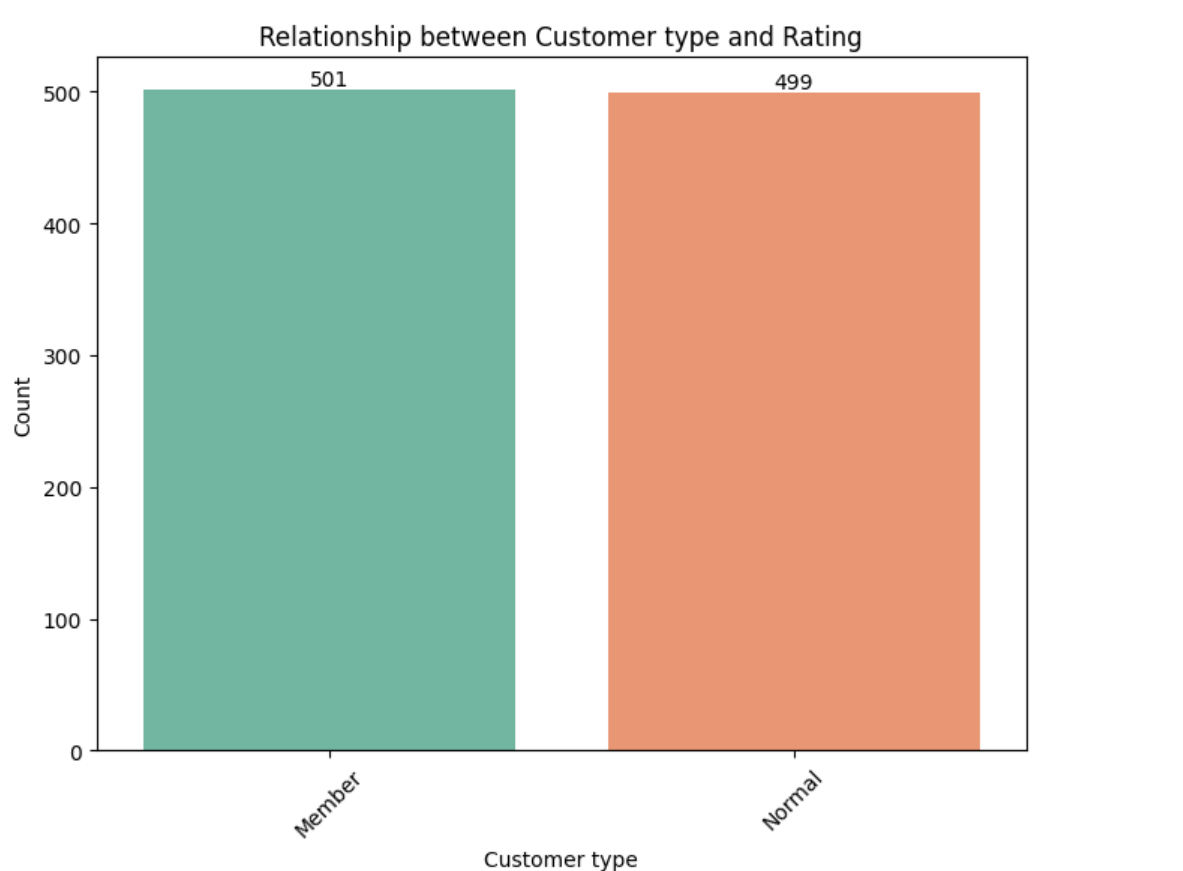 Relationship between Customer type and Rating
501
499
500
400
300
200
100
0
Count
Member
Normal
Customer type